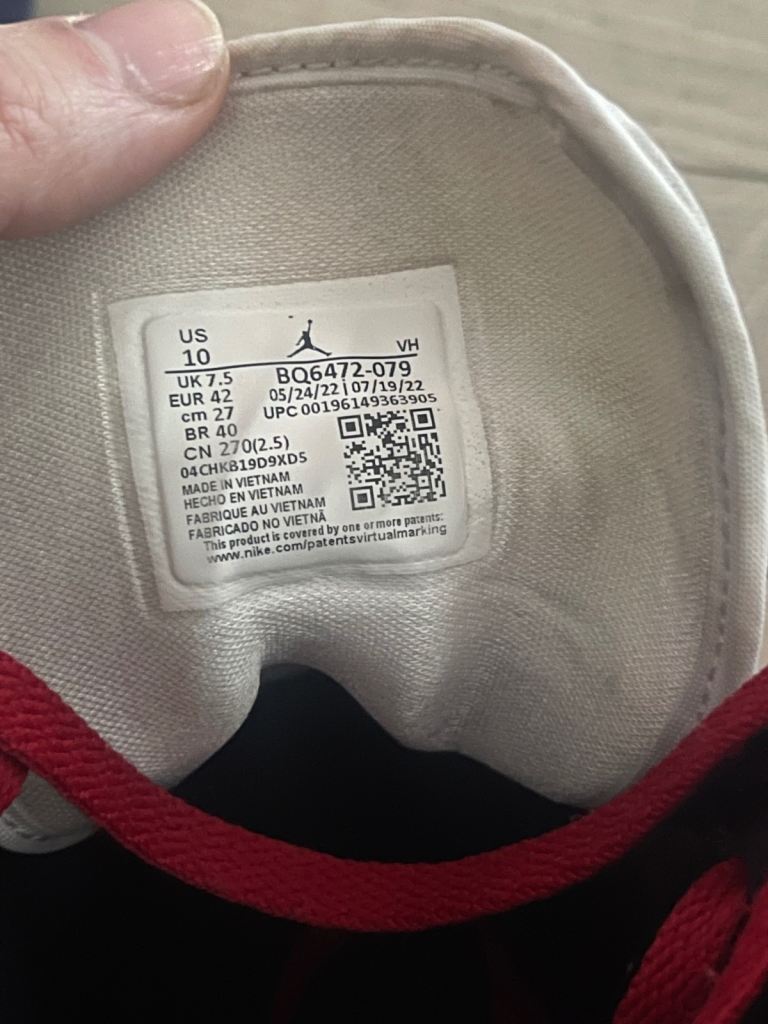 US
10
VH
UK 7.5
EUR 42
cm 27
BR 40
CN 270(2.5)
BQ6472-079
05/24/22 | 07/19/22
UPC 00196149363905
04CHKB19D9XD5
MADE IN VIETNAM
HECHO EN VIETNAM
FABRIQUE AU VIETNAM
FABRICADO NO VIETNÃ
This product is covered by one or more patents:
www.nike.com/patentsvirtualmarking